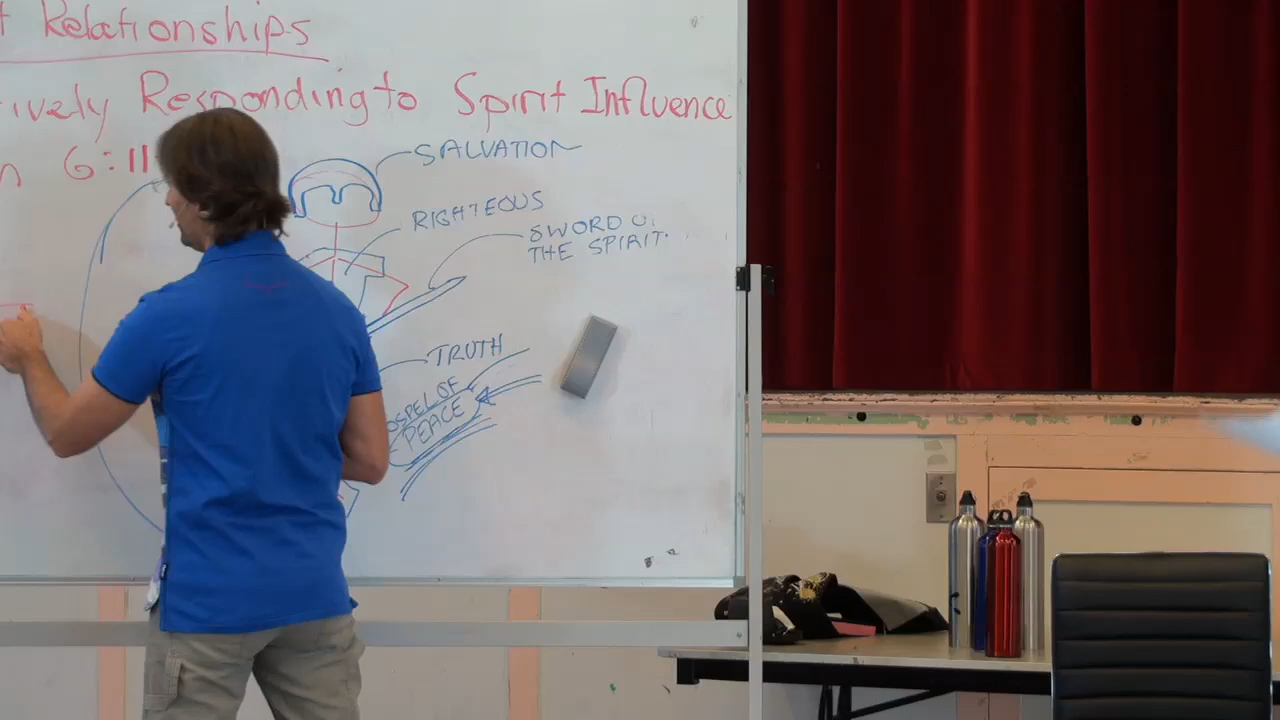 Relationships
ively Responding to Spirit Influence
n 6:11
SALVATION
RIGHTEOUS
SWORD O
THE SPIRIT.
TRUTH
OSPEL OF
PEACE